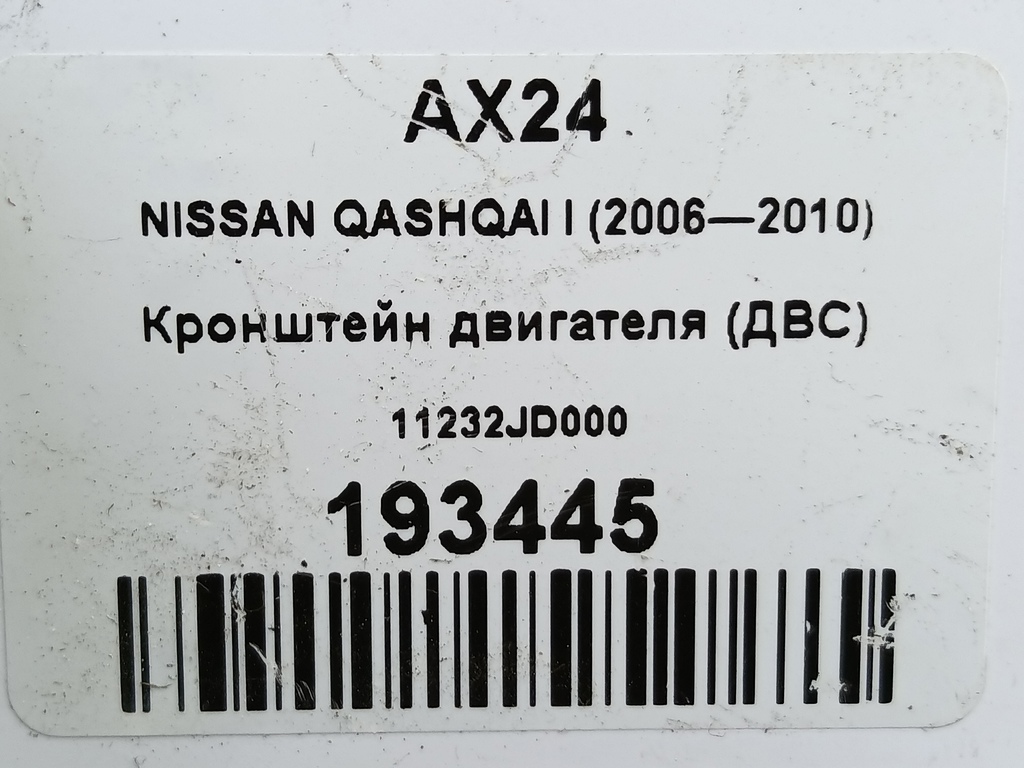 AX24
NISSAN QASHQAI I (2006—2010)
Кронштейн двигателя (ДВС)
11232JD000
193445